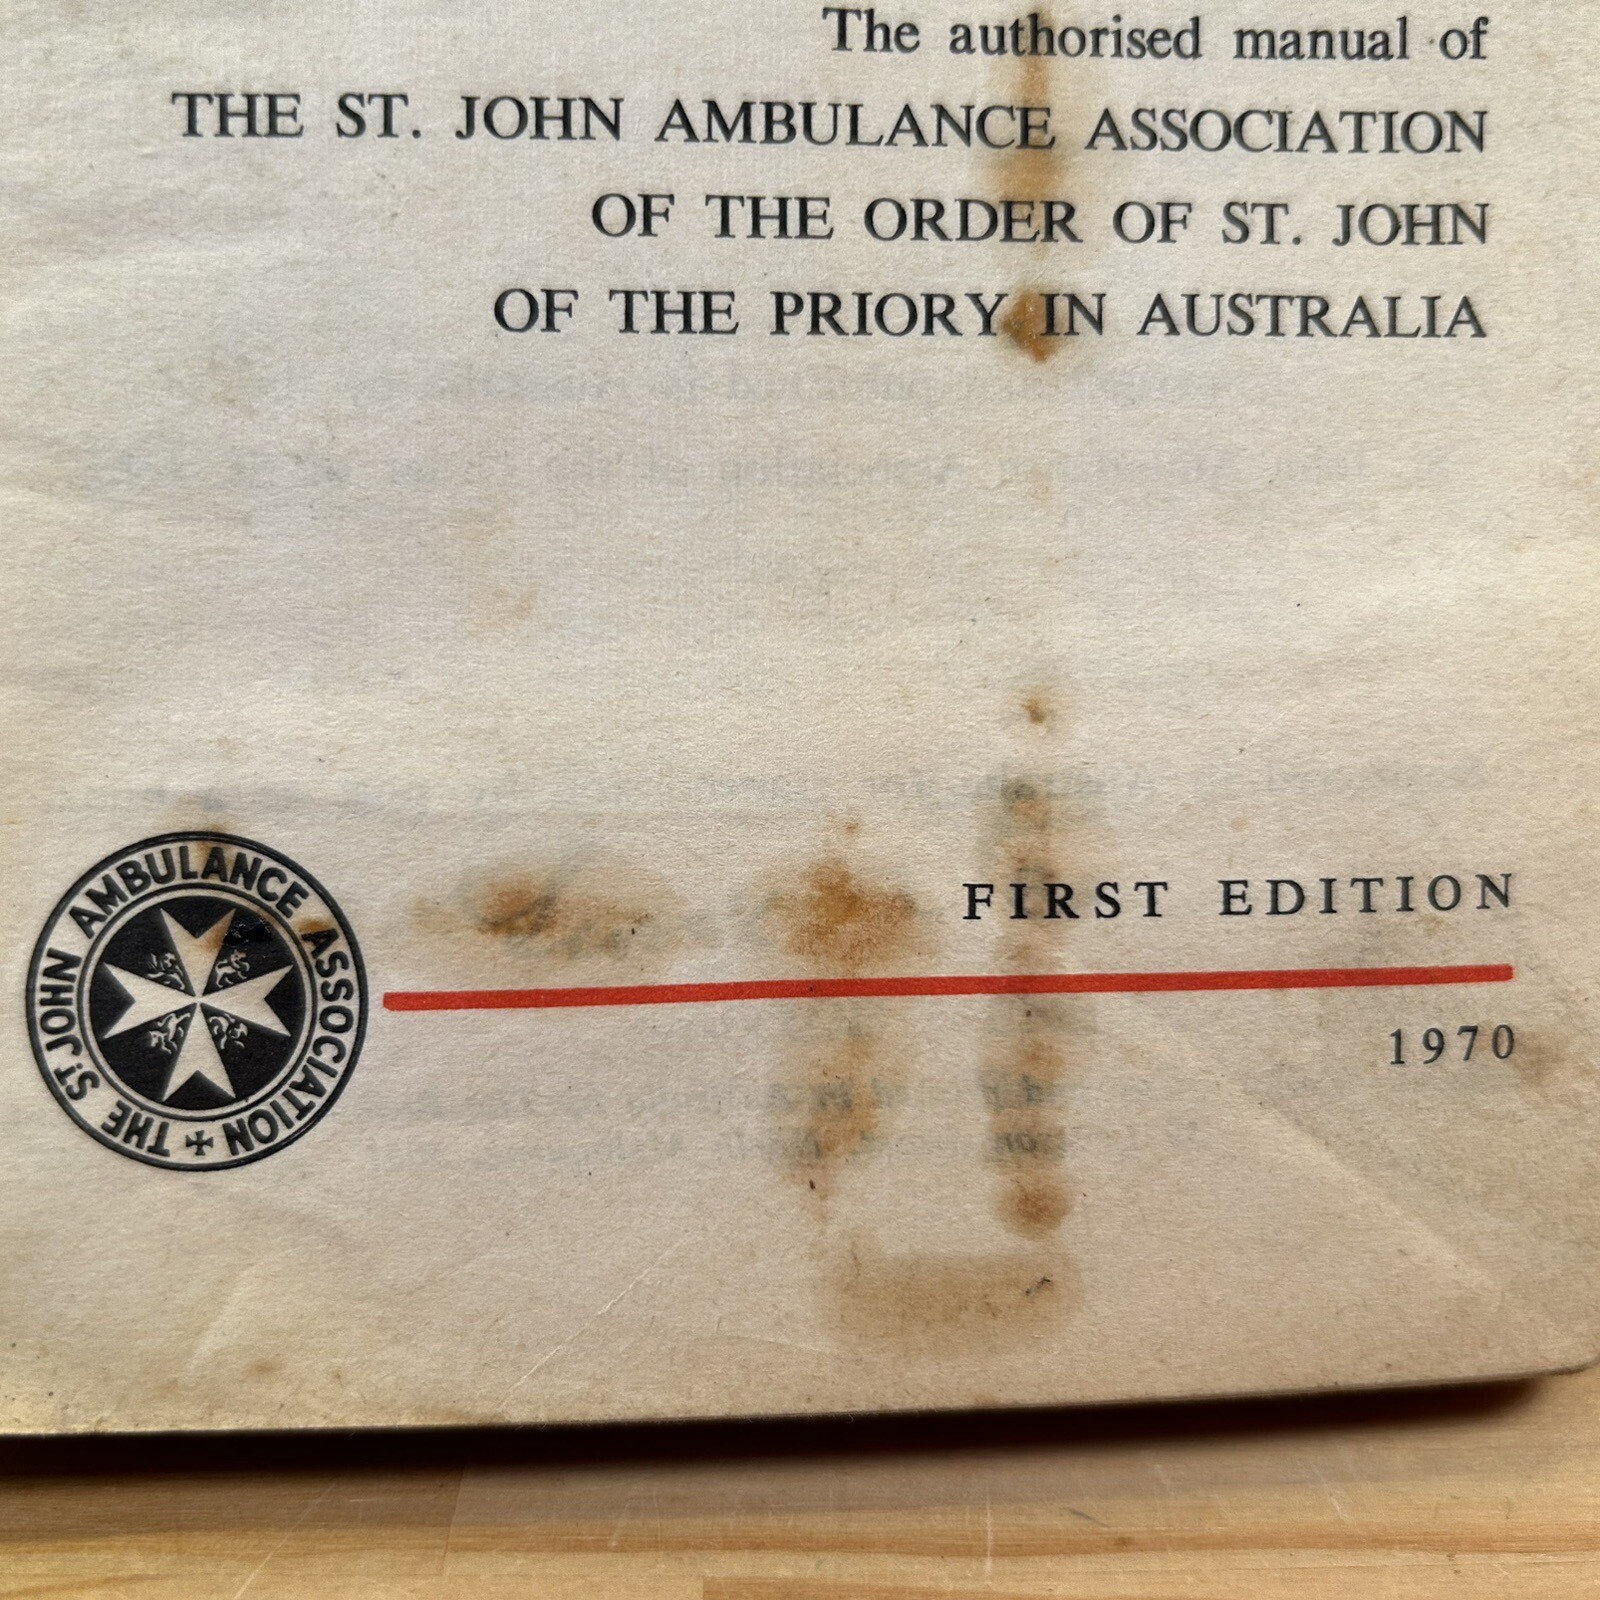 The authorised manual of
THE ST. JOHN AMBULANCE ASSOCIATION
OF THE ORDER OF ST. JOHN
OF THE PRIORY IN AUSTRALIA
FIRST EDITION
1970
THE ST. JOHN AMBULANCE ASSOCIATION